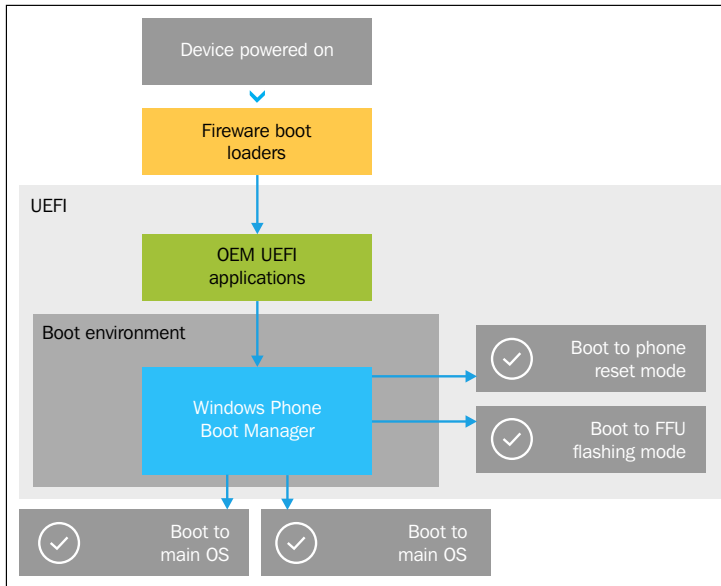 Device powered on
Fireware boot
loaders
UEFI
OEM UEFI
applications
Boot environment
Windows Phone
Boot Manager
Boot to phone
reset mode
Boot to FFU
flashing mode
Boot to
main OS
Boot to
main OS